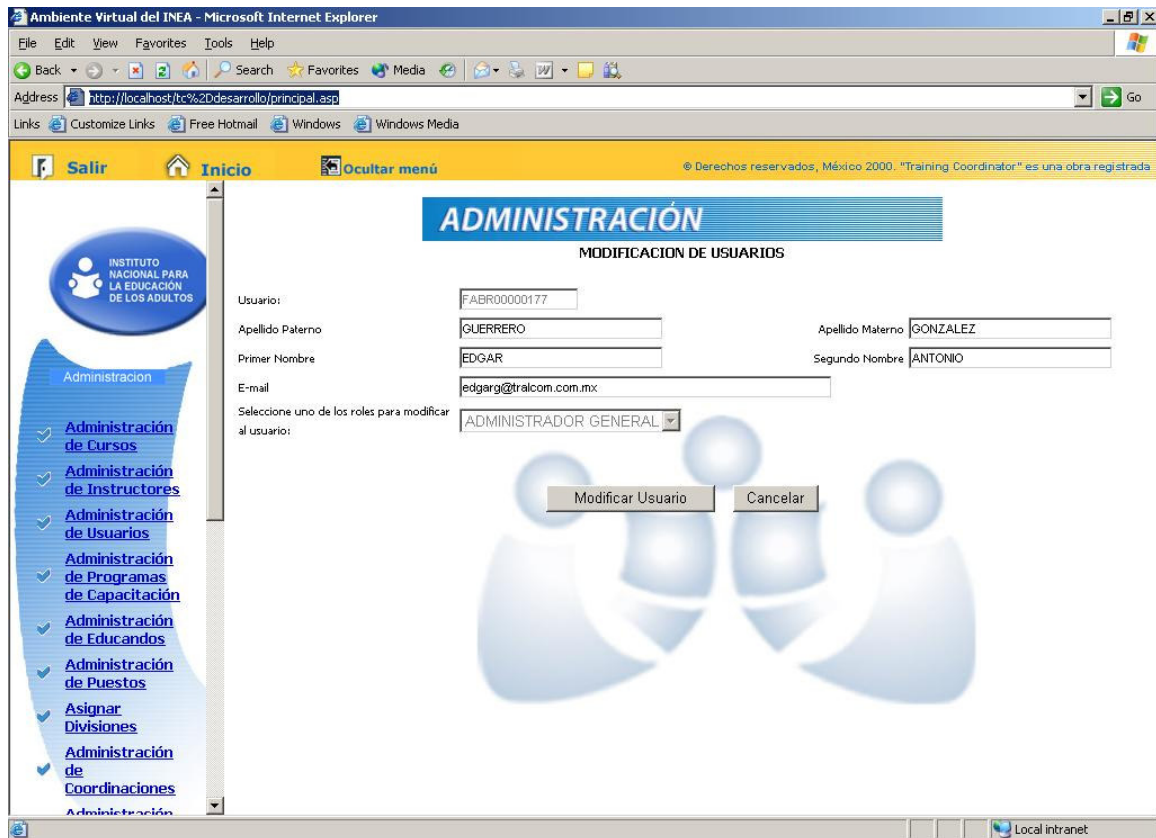 Ambiente Virtual del INEA - Microsoft Internet Explorer
File Edit View Favorites Tools Help
Back Search Favorites Media
Address http://localhost/tc%2Ddesarrollo/principal.asp Go
Links Customize Links Free Hotmail Windows Windows Media
Salir Inicio Ocultar menú © Derechos reservados, México 2000. "Training Coordinator" es una obra registrada
INSTITUTO
NACIONAL PARA
LA EDUCACIÓN
DE LOS ADULTOS
Administracion
Administración
de Cursos
Administración
de Instructores
Administración
de Usuarios
Administración
de Programas
de Capacitación
Administración
de Educandos
Administración
de Puestos
Asignar
Divisiones
Administración
de
Coordinaciones
Administración
ADMINISTRACIÓN
MODIFICACION DE USUARIOS
Usuario: FABR00000177
Apellido Paterno GUERRERO Apellido Materno GONZALEZ
Primer Nombre EDGAR Segundo Nombre ANTONIO
E-mail edgarg@tralcom.com.mx
Seleccione uno de los roles para modificar
al usuario: ADMINISTRADOR GENERAL
Modificar Usuario Cancelar
Local intranet